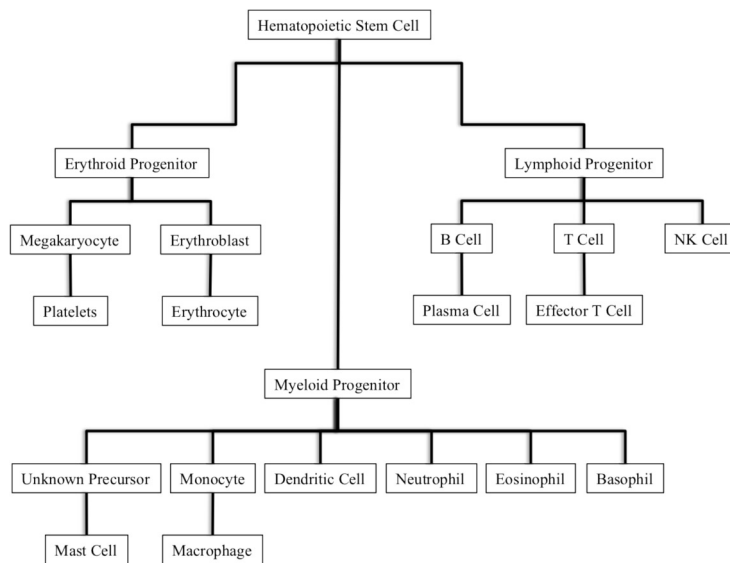 Hematopoietic Stem Cell
Erythroid Progenitor
Lymphoid Progenitor
Megakaryocyte
Erythroblast
B Cell
T Cell
NK Cell
Platelets
Erythrocyte
Plasma Cell
Effector T Cell
Myeloid Progenitor
Unknown Precursor
Monocyte
Dendritic Cell
Neutrophil
Eosinophil
Basophil
Mast Cell
Macrophage